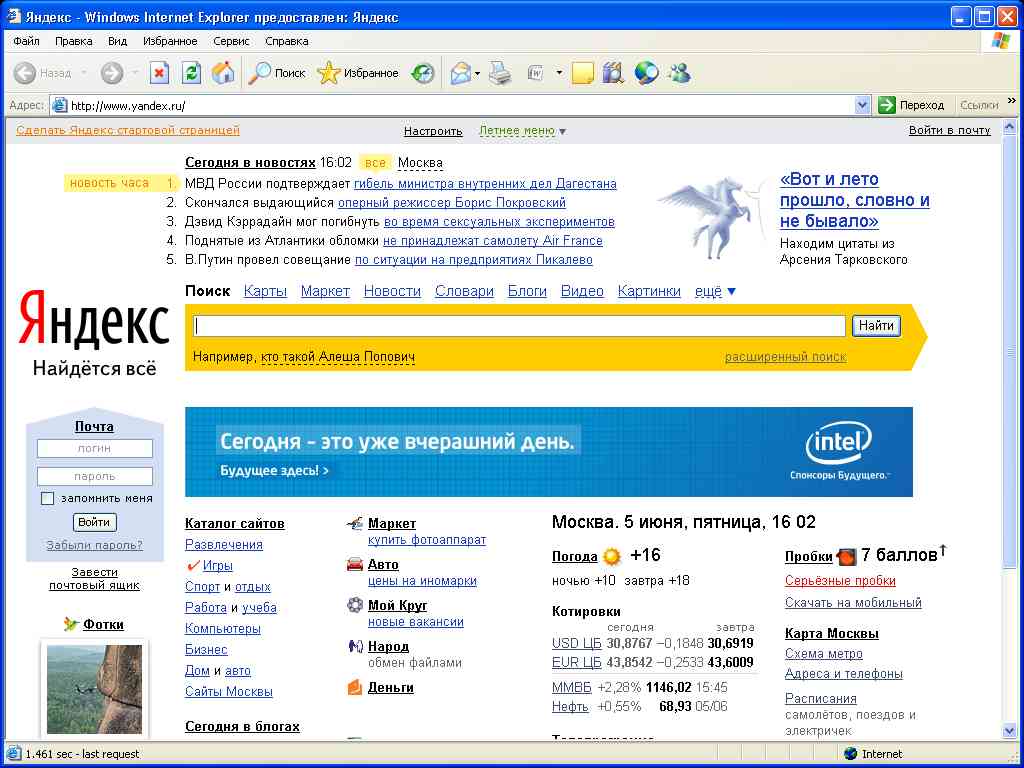 Яндекс - Windows Internet Explorer предоставлен: Яндекс
Файл Правка Вид Избранное Сервис Справка
Назад Поиск Избранное
Адрес: http://www.yandex.ru/ Переход Ссылки »
Сделать Яндекс стартовой страницей Настроить Летнее меню ▼ Войти в почту
Сегодня в новостях 16:02 все Москва
новость часа 1. МВД России подтверждает гибель министра внутренних дел Дагестана
2. Скончался выдающийся оперный режиссер Борис Покровский
3. Дэвид Кэррадайн мог погибнуть во время сексуальных экспериментов
4. Поднятые из Атлантики обломки не принадлежат самолету Air France
5. В.Путин провел совещание по ситуации на предприятиях Пикалево
«Вот и лето
прошло, словно и
не бывало»
Находим цитаты из
Арсения Тарковского
Поиск Карты Маркет Новости Словари Блоги Видео Картинки ещё ▼
Яндекс
Найдётся всё
Найти
Например, кто такой Алеша Попович расширенный поиск
Почта
логин
пароль
запомнить меня
Войти
Забыли пароль?
Завести
почтовый ящик
Фотки
Сегодня – это уже вчерашний день.
Будущее здесь! >
intel
Спонсоры Будущего.™
Каталог сайтов
Развлечения
Игры
Спорт и отдых
Работа и учеба
Компьютеры
Бизнес
Дом и авто
Сайты Москвы
Сегодня в блогах
Маркет
купить фотоаппарат
Авто
цены на иномарки
Мой Круг
новые вакансии
Народ
обмен файлами
Деньги
Москва. 5 июня, пятница, 16 02
Погода +16
ночью +10 завтра +18
Котировки
сегодня завтра
USD ЦБ 30,8767 −0,1848 30,6919
EUR ЦБ 43,8542 −0,2533 43,6009
ММВБ +2,28% 1146,02 15:45
Нефть +0,55% 68,93 05/06
Пробки 7 баллов↑
Серьёзные пробки
Скачать на мобильный
Карта Москвы
Схема метро
Адреса и телефоны
Расписания
самолётов, поездов и
электричек
1.461 sec - last request Internet